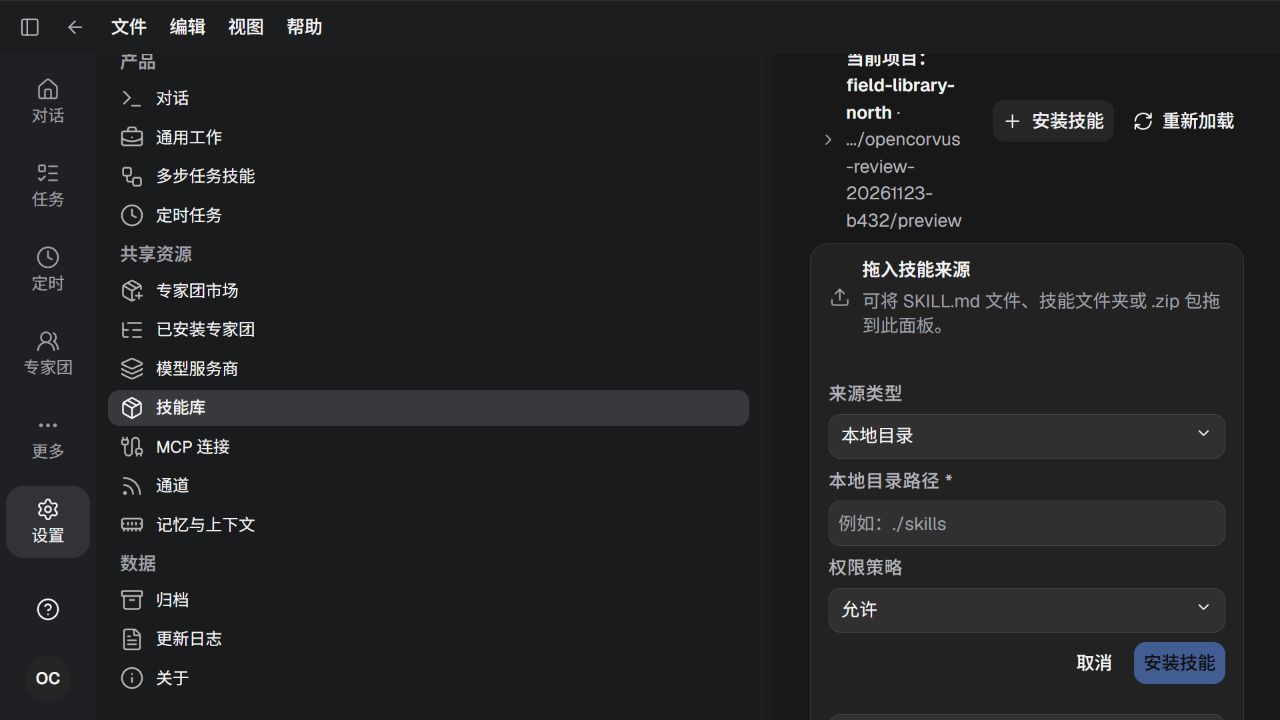 文件 编辑 视图 帮助
对话
任务
定时
专家团
更多
设置
OC
产品
对话
通用工作
多步任务技能
定时任务
共享资源
专家团市场
已安装专家团
模型服务商
技能库
MCP 连接
通道
记忆与上下文
数据
归档
更新日志
关于
当前项目：
field-library-
north ·
.../opencorvus
-review-
20261123-
b432/preview
安装技能
重新加载
拖入技能来源
可将 SKILL.md 文件、技能文件夹或 .zip 包拖
到此面板。
来源类型
本地目录
本地目录路径 *
例如：./skills
权限策略
允许
取消
安装技能